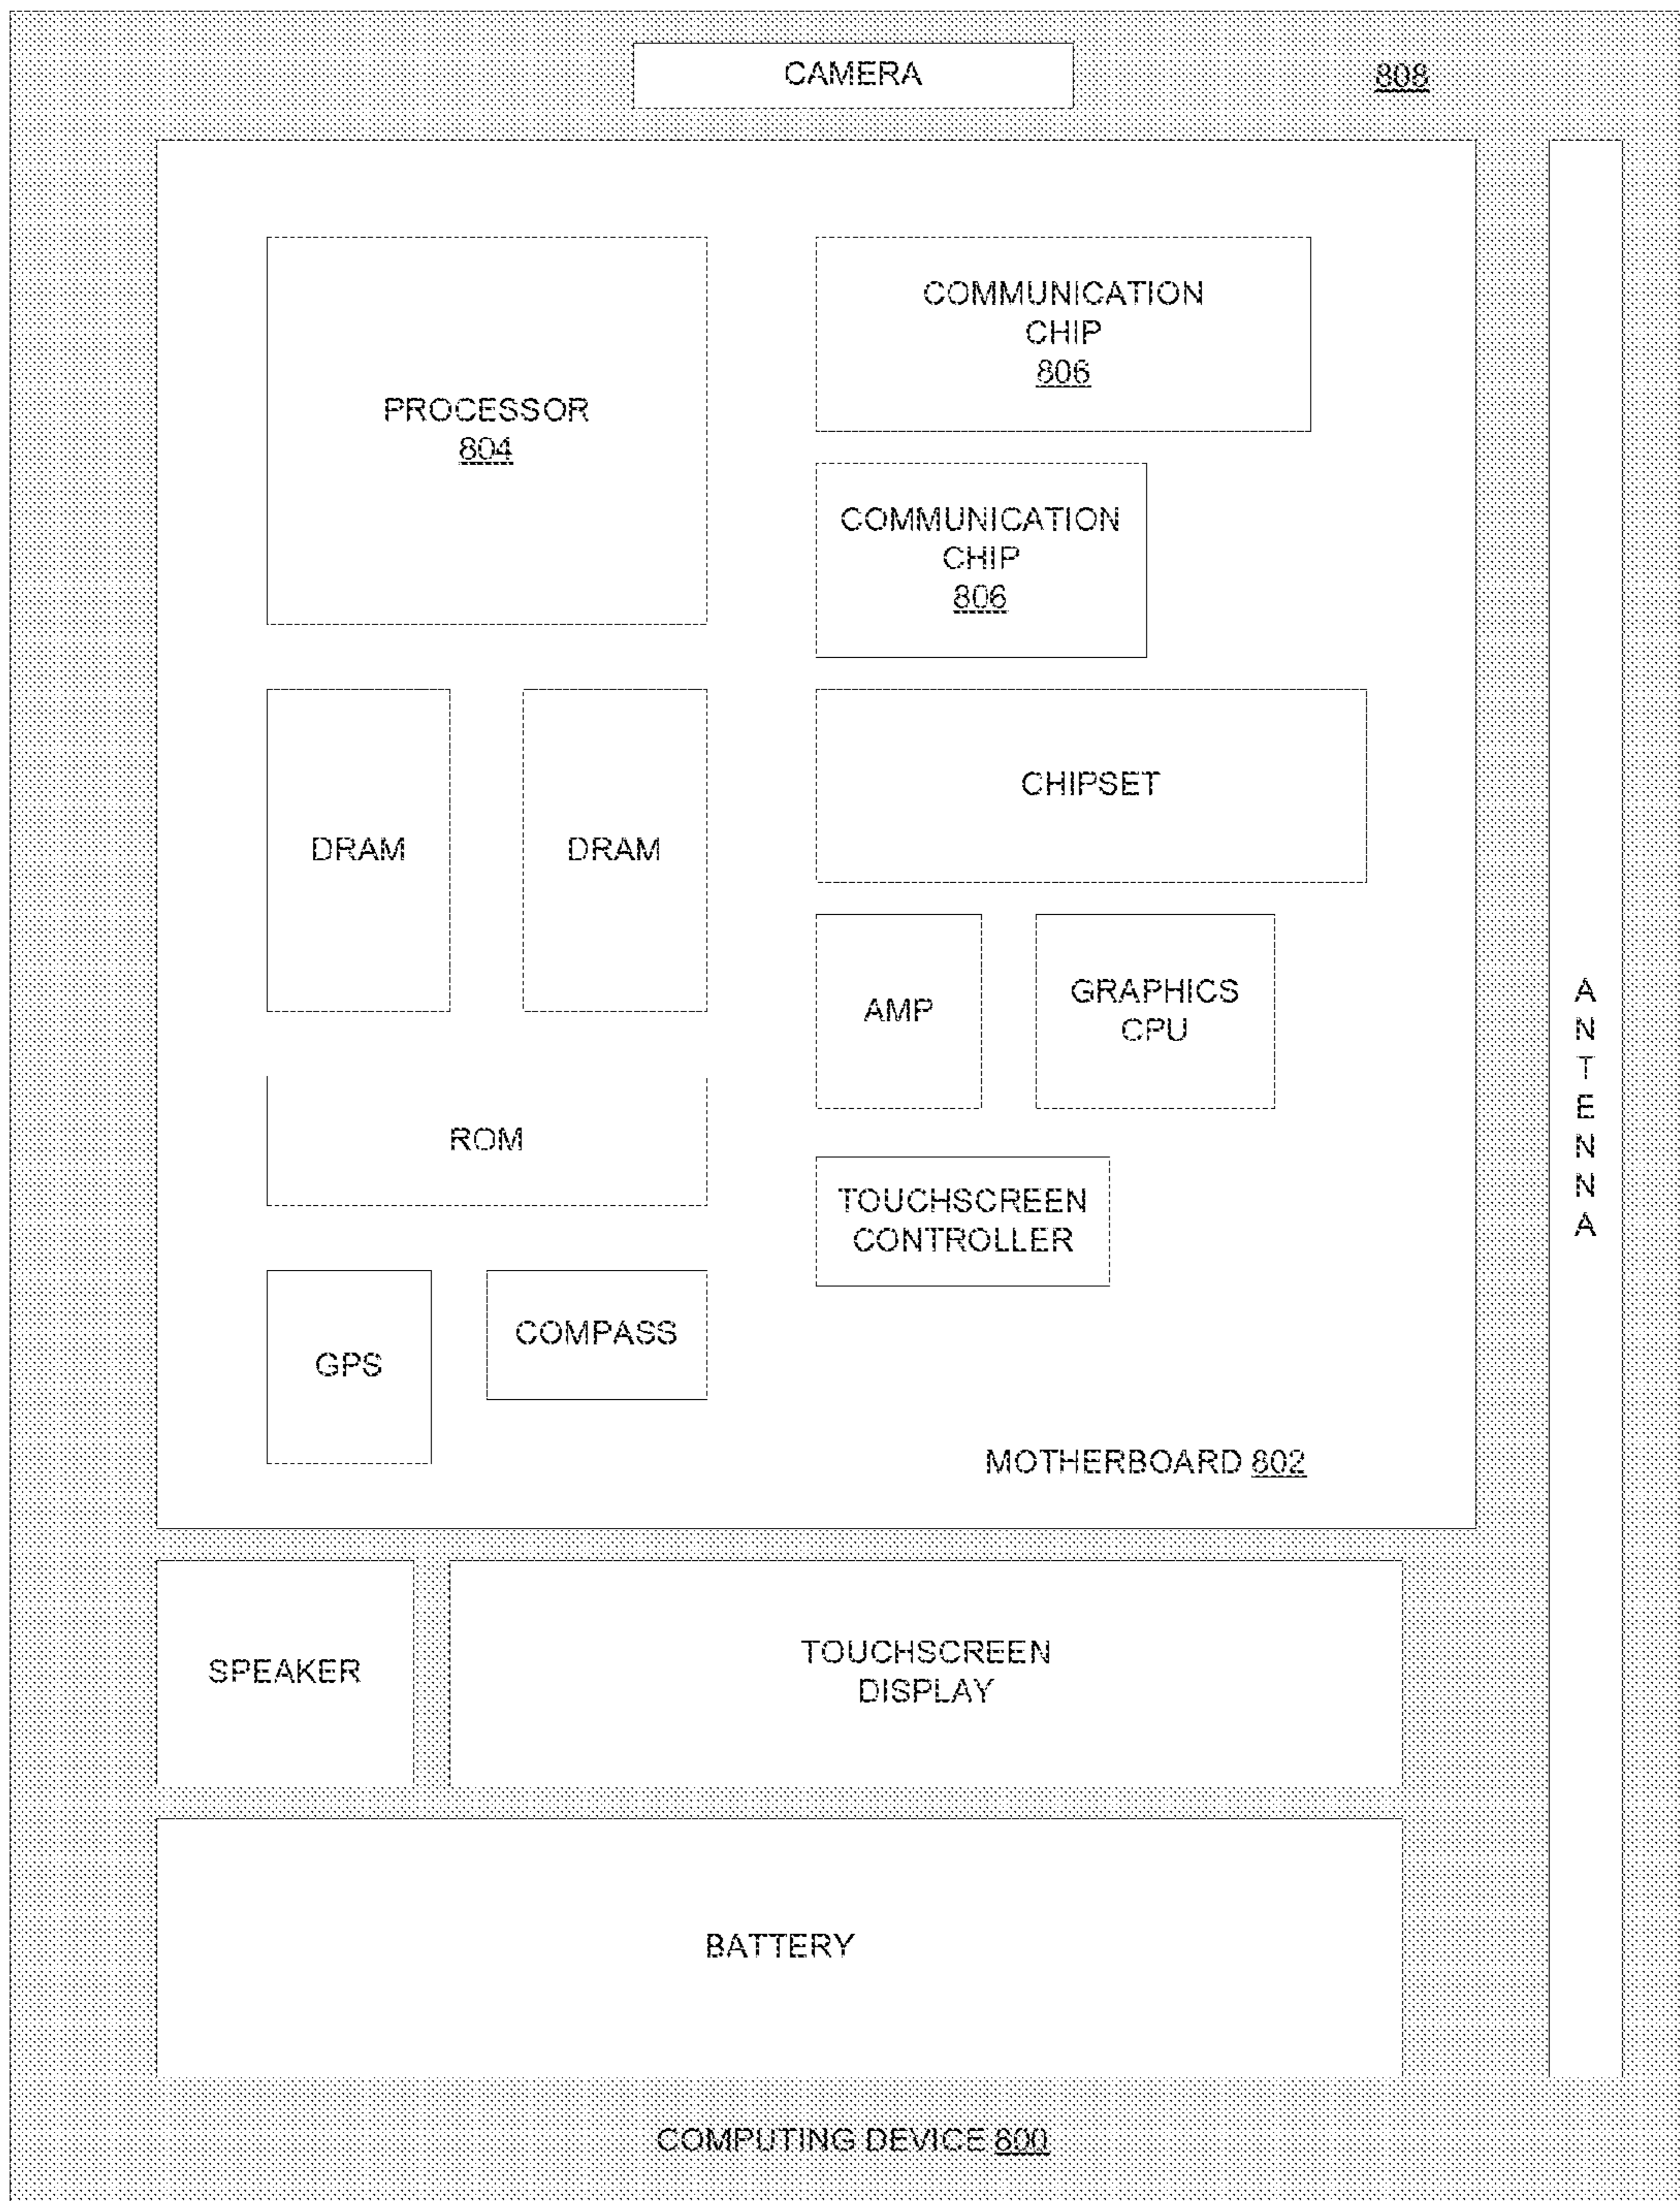 CAMERA
808
PROCESSOR
804
COMMUNICATION
CHIP
806
COMMUNICATION
CHIP
806
DRAM
DRAM
CHIPSET
AMP
GRAPHICS
CPU
ROM
TOUCHSCREEN
CONTROLLER
GPS
COMPASS
MOTHERBOARD 802
A
N
T
E
N
N
A
SPEAKER
TOUCHSCREEN
DISPLAY
BATTERY
COMPUTING DEVICE 800